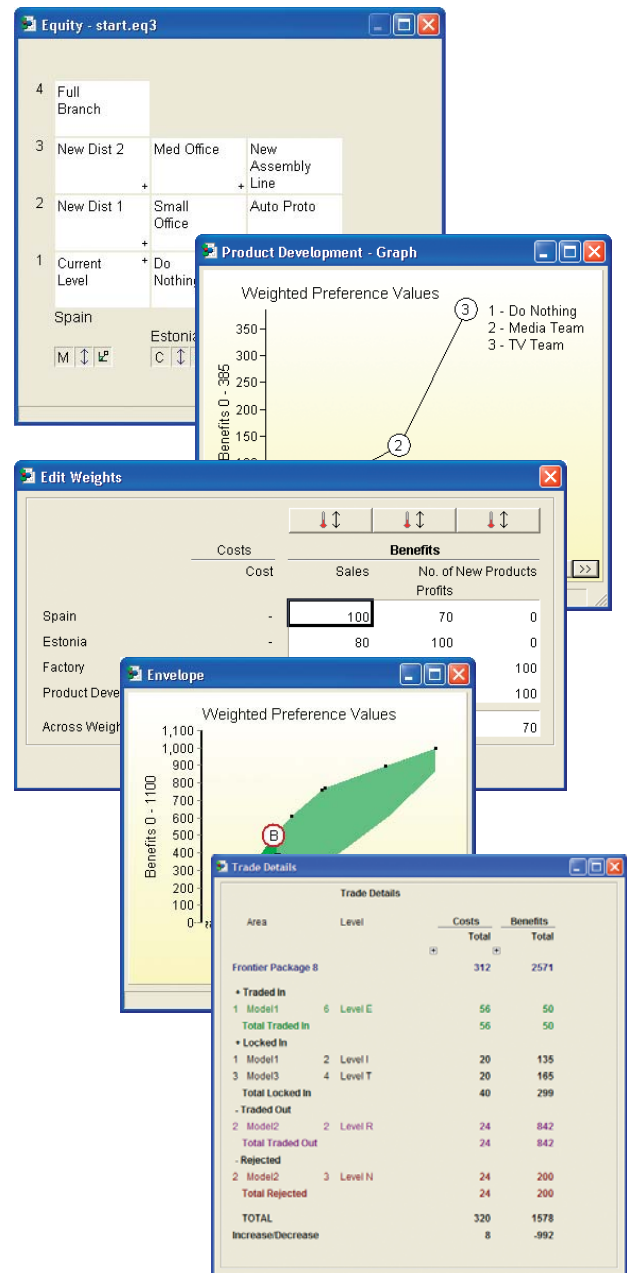 Equity - start.eq3
4 Full
Branch
3 New Dist 2 Med Office New
Assembly
Line
+ +
2 New Dist 1 Small Auto Proto
Office
+
1 Current + Do
Level
Spain
M C
Product Development - Graph
Weighted Preference Values
3 1 - Do Nothing
2 - Media Team
3 - TV Team
350
300
250
200
150
2
Benefits 0 - 385
>>
Edit Weights
Costs Benefits
Cost Sales No. of New Products
Profits
Spain - 100 70 0
Estonia - 80 100 0
Factory 100
100
70
Envelope
Weighted Preference Values
1,100
1,000
900
800
700
600
500
400
300
200
100
0
Benefits 0 - 1100
B
Trade Details
Trade Details
Area Level Costs Benefits
Total Total
+ +
Frontier Package 8 312 2571
+ Traded In
1 Model1 6 Level E 56 50
Total Traded In 56 50
+ Locked In
1 Model1 2 Level I 20 135
3 Model3 4 Level T 20 165
Total Locked In 40 299
- Traded Out
2 Model2 2 Level R 24 842
Total Traded Out 24 842
- Rejected
2 Model2 3 Level N 24 200
Total Rejected 24 200
TOTAL 320 1578
Increase/Decrease 8 -992